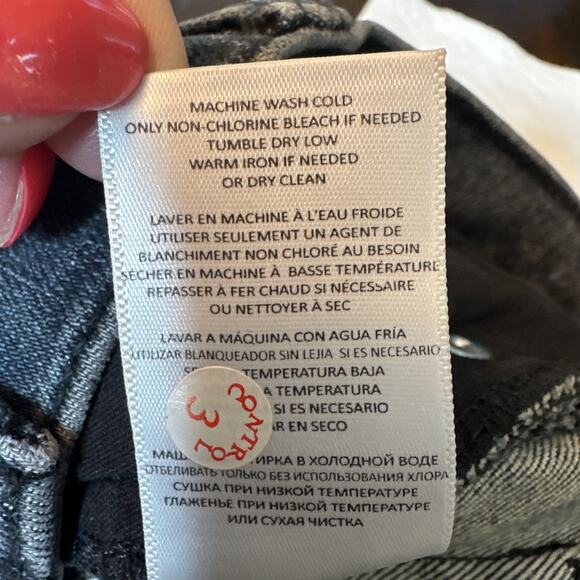 MACHINE WASH COLD
ONLY NON-CHLORINE BLEACH IF NEEDED
TUMBLE DRY LOW
WARM IRON IF NEEDED
OR DRY CLEAN
LAVER EN MACHINE À L'EAU FROIDE
UTILISER SEULEMENT UN AGENT DE
BLANCHIMENT NON CHLORÉ AU BESOIN
SÉCHER EN MACHINE À BASSE TEMPÉRATURE
REPASSER À FER CHAUD SI NÉCESSAIRE
OU NETTOYER À SEC
LAVAR A MÁQUINA CON AGUA FRÍA
UTILIZAR BLANQUEADOR SIN LEJIA SI ES NECESARIO
TEMPERATURA BAJA
A TEMPERATURA
SI ES NECESARIO
EN SECO
CONTROL
3
В ХОЛОДНОЙ ВОДЕ
ОТБЕЛИВАТЬ ТОЛЬКО БЕЗ ИСПОЛЬЗОВАНИЯ ХЛОРА
СУШКА ПРИ НИЗКОЙ ТЕМПЕРАТУРЕ
ГЛАЖЕНЬЕ ПРИ НИЗКОЙ ТЕМПЕРАТУРЕ
ИЛИ СУХАЯ ЧИСТКА